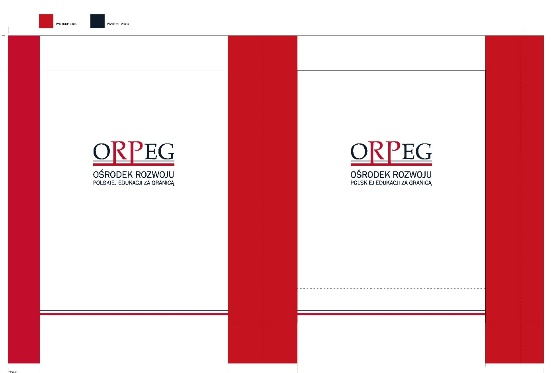 ORPEG
OŚRODEK ROZWOJU
POLSKIEJ EDUKACJI ZA GRANICĄ
ORPEG
OŚRODEK ROZWOJU
POLSKIEJ EDUKACJI ZA GRANICĄ